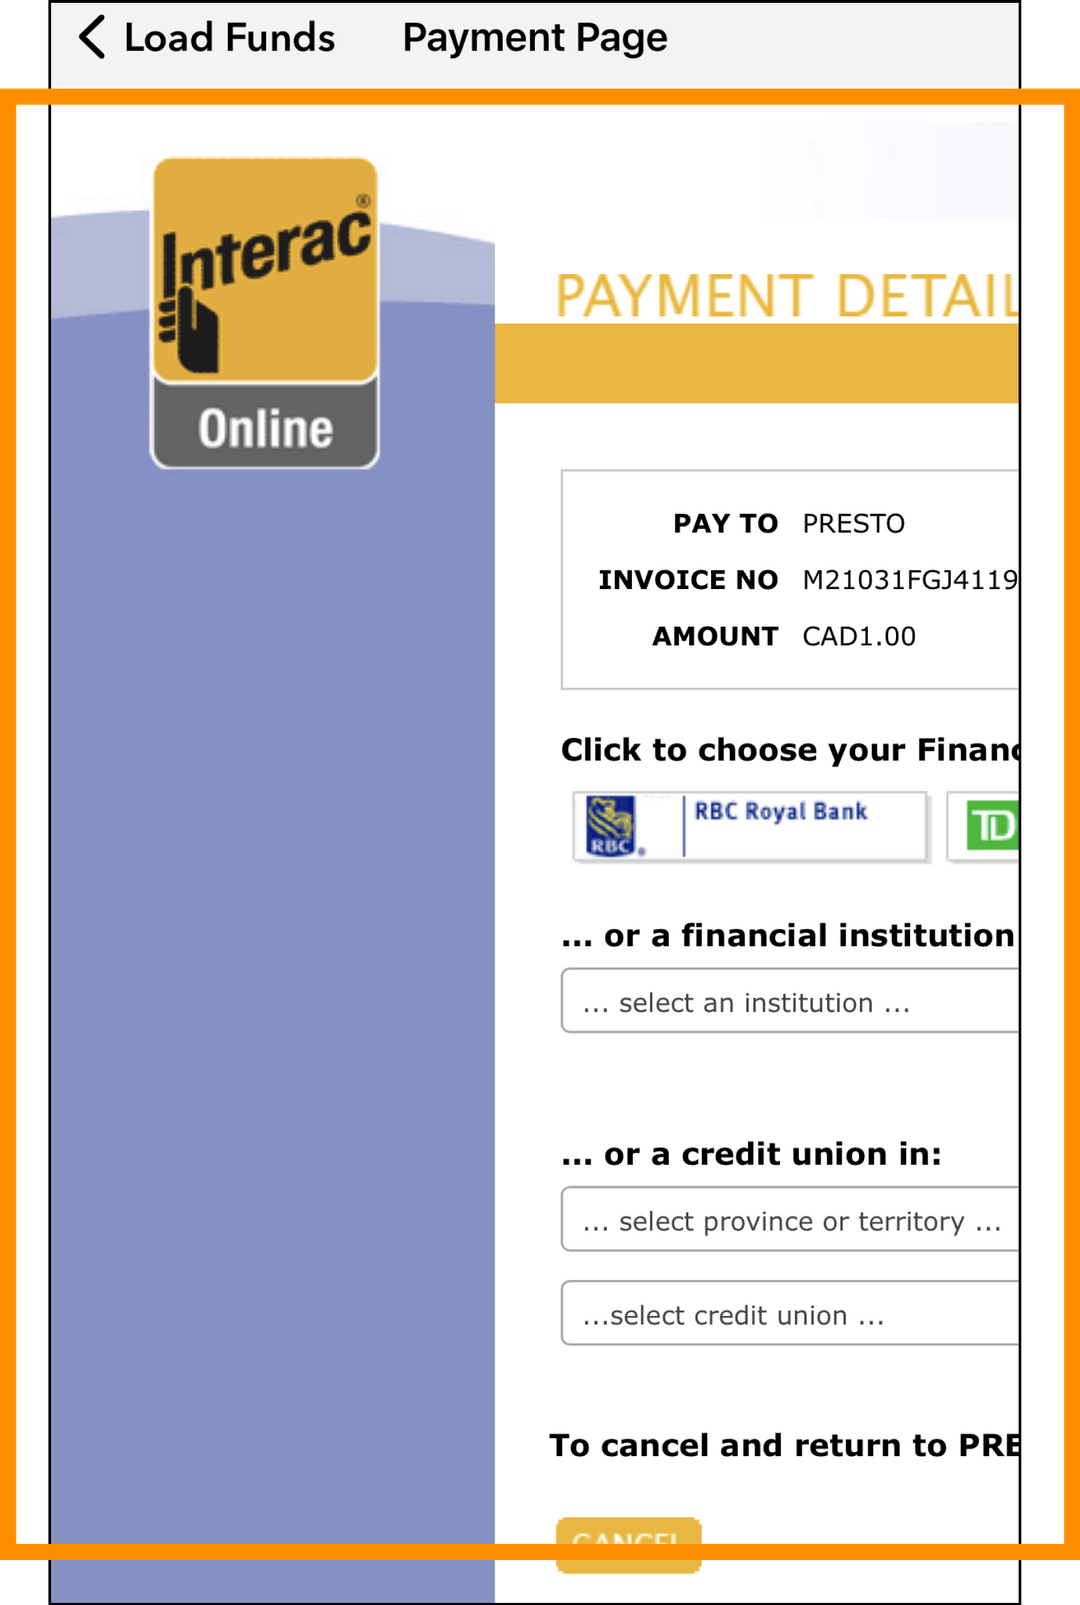 Load Funds Payment Page
Interac®
Online
PAYMENT DETAIL
PAY TO PRESTO
INVOICE NO M21031FGJ4119
AMOUNT CAD1.00
Click to choose your Financ
RBC Royal Bank
RBC®
TD
... or a financial institution
... select an institution ...
... or a credit union in:
... select province or territory ...
...select credit union ...
To cancel and return to PRE
CANCEL